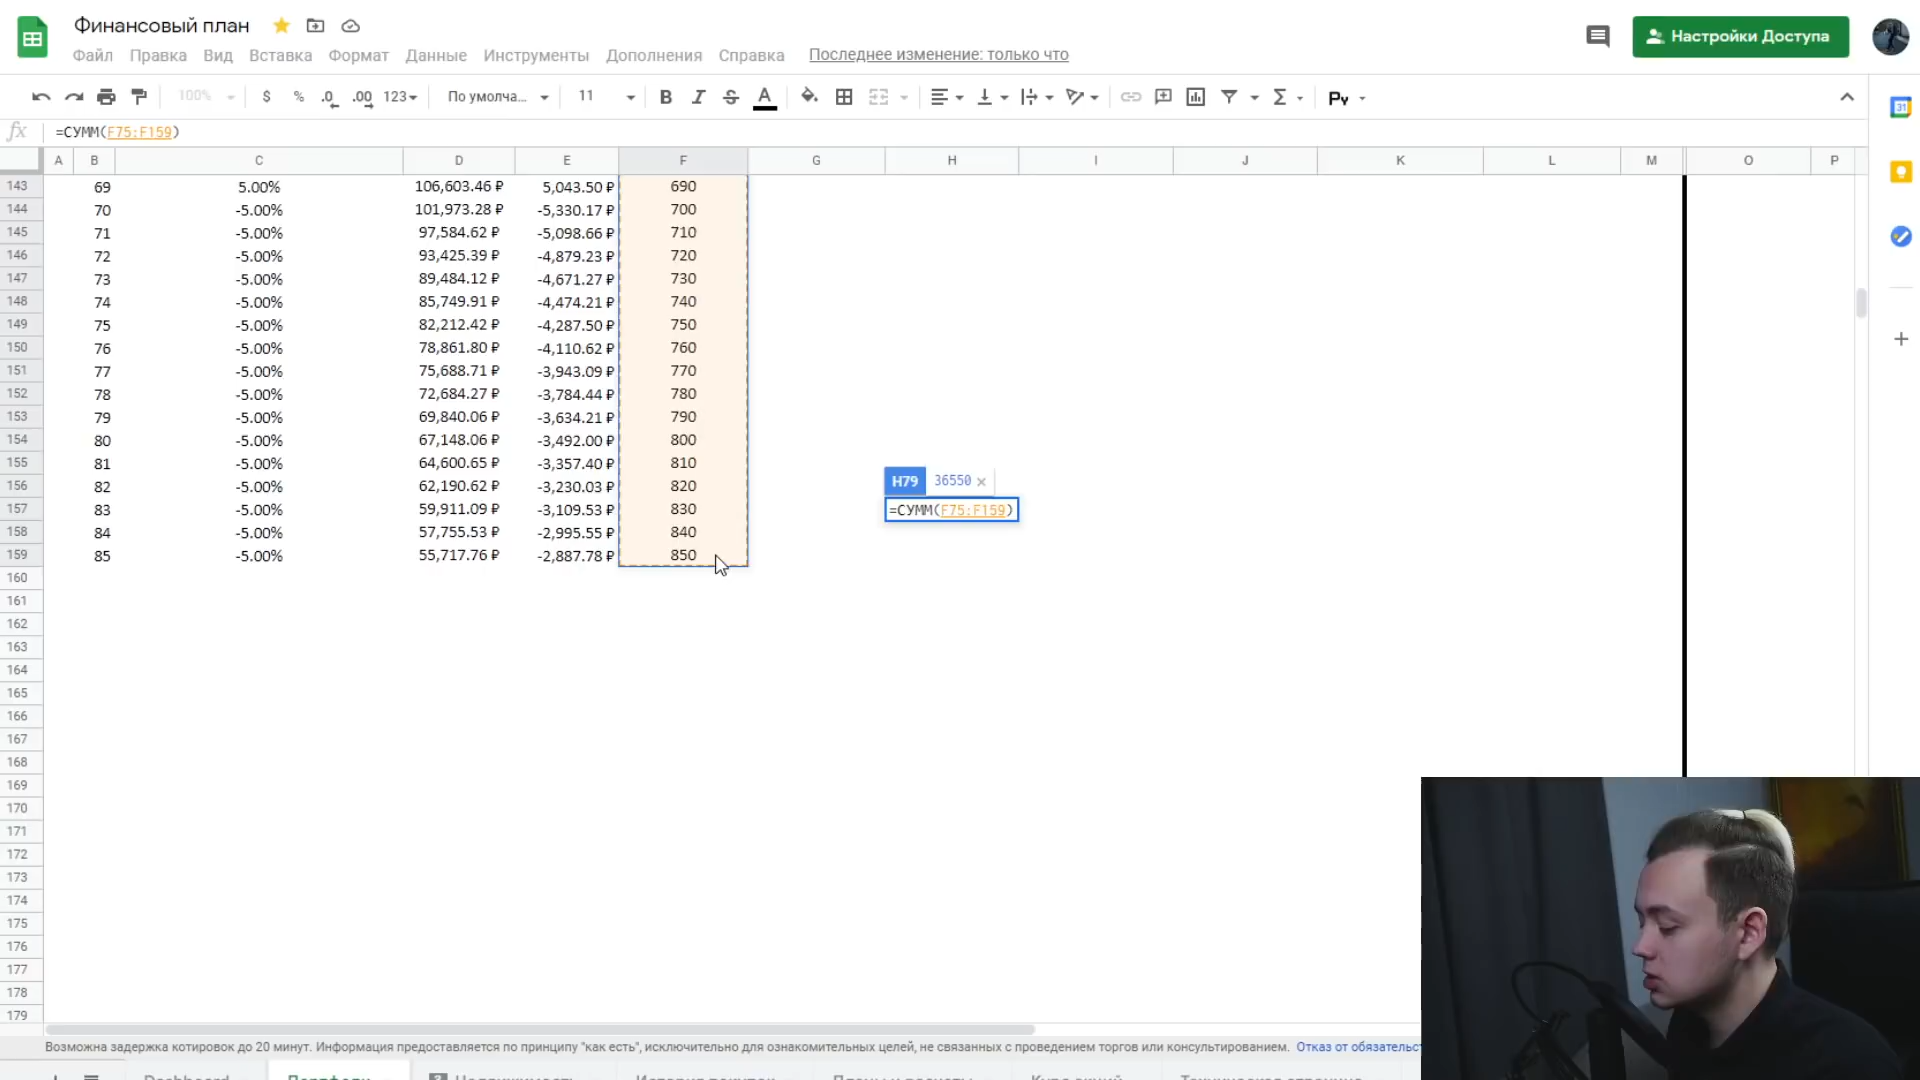 Финансовый план
Файл Правка Вид Вставка Формат Данные Инструменты Дополнения Справка Последнее изменение: только что
Настройки Доступа
100% $ % .0 .00 123 По умолча... 11 B I S A Σ Ру
31
fx =СУММ(F75:F159)
A B C D E F G H I J K L M O P
143 69 5.00% 106,603.46 ₽ 5,043.50 ₽ 690
144 70 -5.00% 101,973.28 ₽ -5,330.17 ₽ 700
145 71 -5.00% 97,584.62 ₽ -5,098.66 ₽ 710
146 72 -5.00% 93,425.39 ₽ -4,879.23 ₽ 720
147 73 -5.00% 89,484.12 ₽ -4,671.27 ₽ 730
148 74 -5.00% 85,749.91 ₽ -4,474.21 ₽ 740
149 75 -5.00% 82,212.42 ₽ -4,287.50 ₽ 750
150 76 -5.00% 78,861.80 ₽ -4,110.62 ₽ 760
151 77 -5.00% 75,688.71 ₽ -3,943.09 ₽ 770
152 78 -5.00% 72,684.27 ₽ -3,784.44 ₽ 780
153 79 -5.00% 69,840.06 ₽ -3,634.21 ₽ 790
154 80 -5.00% 67,148.06 ₽ -3,492.00 ₽ 800
155 81 -5.00% 64,600.65 ₽ -3,357.40 ₽ 810
156 82 -5.00% 62,190.62 ₽ -3,230.03 ₽ 820
H79 36550 ×
157 83 -5.00% 59,911.09 ₽ -3,109.53 ₽ 830 =СУММ(F75:F159)
158 84 -5.00% 57,755.53 ₽ -2,995.55 ₽ 840
159 85 -5.00% 55,717.76 ₽ -2,887.78 ₽ 850
160
161
162
163
164
165
166
167
168
169
170
171
172
173
174
175
176
177
178
179
Возможна задержка котировок до 20 минут. Информация предоставляется по принципу "как есть", исключительно для ознакомительных целей, не связанных с проведением торгов или консультированием. Отказ от обязательст
Dashboard Портфель Недвижимость История покупок Планы и расчеты Курс акций Техническая страница